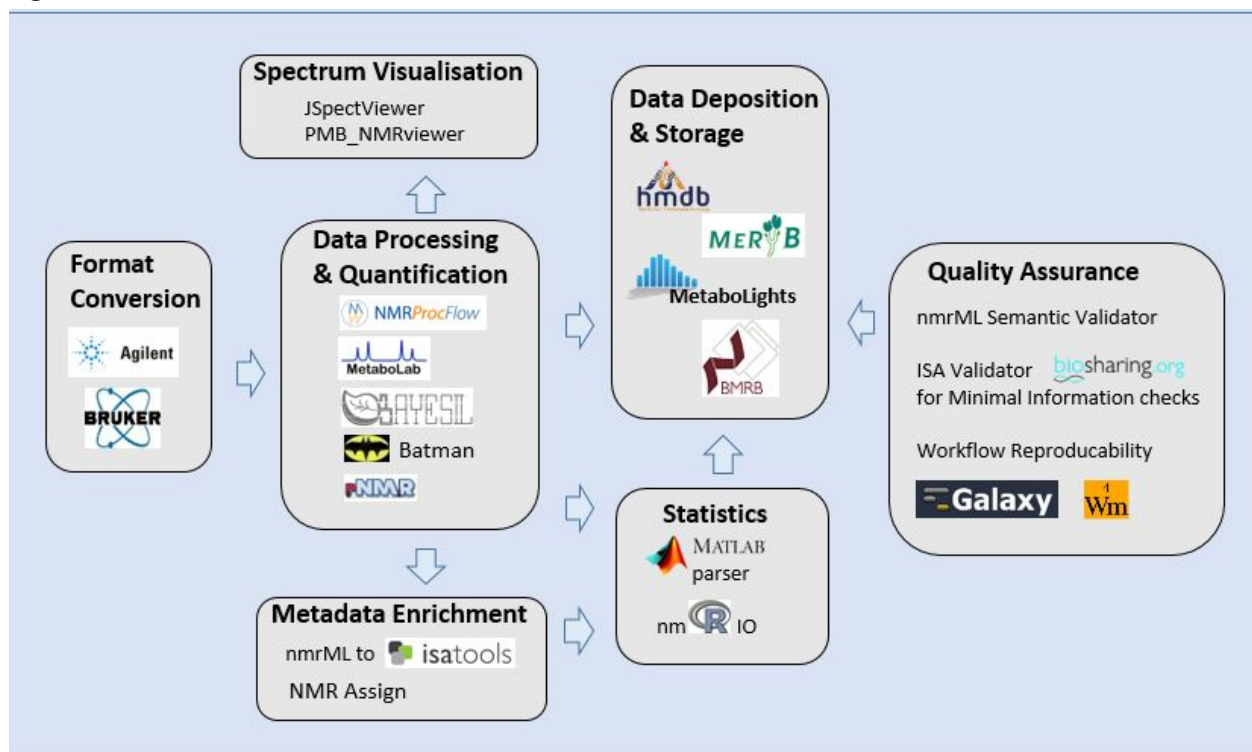 Spectrum Visualisation
JSpectViewer
PMB_NMRviewer
Format
Conversion
Agilent
BRUKER
Data Processing
& Quantification
NMRProcFlow
MetaboLab
BAYESIL
Batman
rNMR
Metadata Enrichment
nmrML to isatools
NMR Assign
Data Deposition
& Storage
hmdb
MERYB
MetaboLights
BMRB
Statistics
MATLAB
parser
nmRIO
Quality Assurance
nmrML Semantic Validator
ISA Validator biosharing.org
for Minimal Information checks
Workflow Reproducability
Galaxy
4
Wm